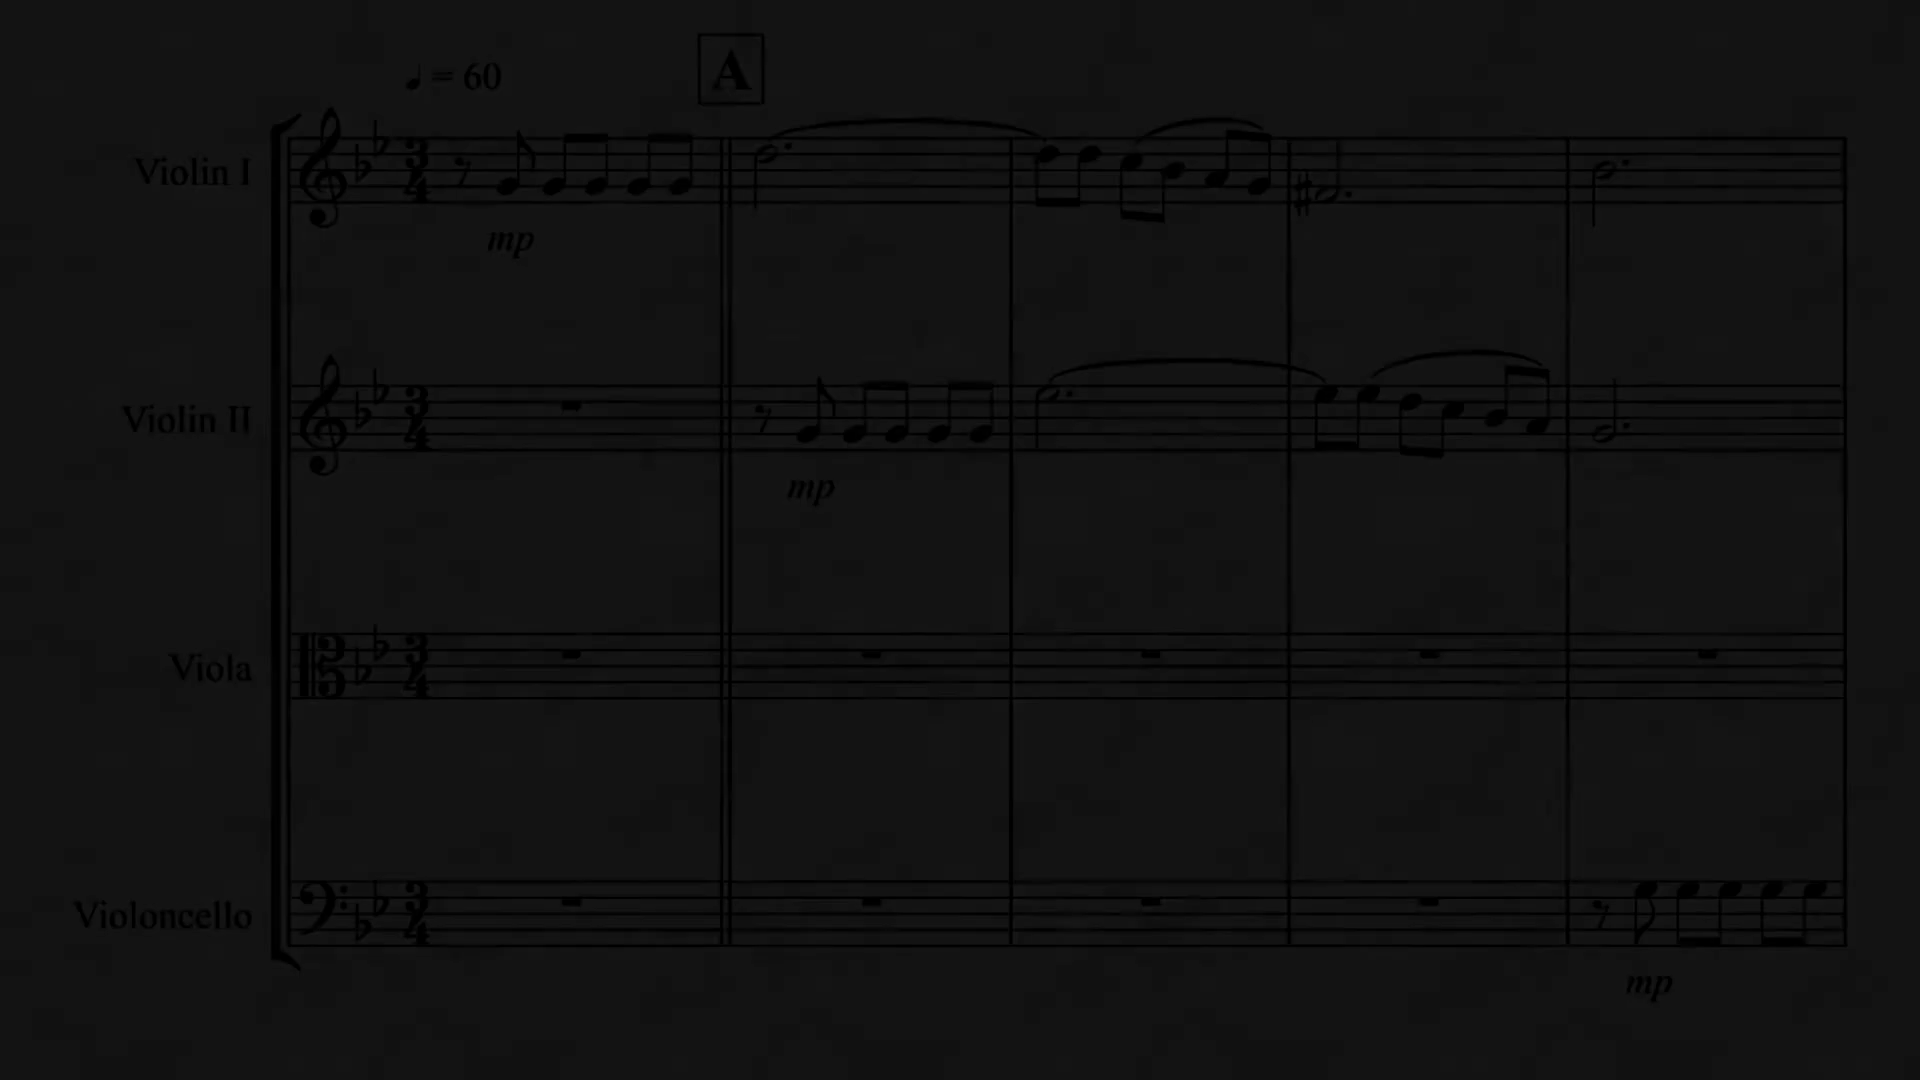 ♩ = 60
A
Violin I
mp
Violin II
mp
Viola
Violoncello
mp